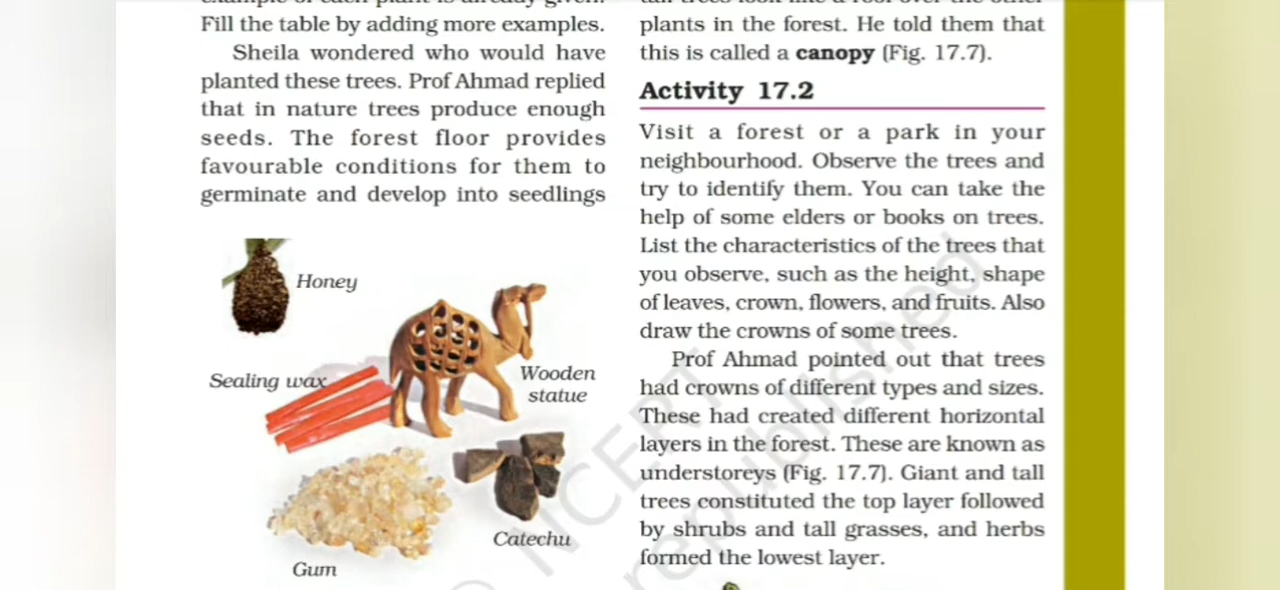 Fill the table by adding more examples.
Sheila wondered who would have
planted these trees. Prof Ahmad replied
that in nature trees produce enough
seeds. The forest floor provides
favourable conditions for them to
germinate and develop into seedlings
Honey
Sealing wax
Wooden
statue
Catechu
Gum
plants in the forest. He told them that
this is called a canopy (Fig. 17.7).
Activity 17.2
Visit a forest or a park in your
neighbourhood. Observe the trees and
try to identify them. You can take the
help of some elders or books on trees.
List the characteristics of the trees that
you observe, such as the height, shape
of leaves, crown, flowers, and fruits. Also
draw the crowns of some trees.
Prof Ahmad pointed out that trees
had crowns of different types and sizes.
These had created different horizontal
layers in the forest. These are known as
understoreys (Fig. 17.7). Giant and tall
trees constituted the top layer followed
by shrubs and tall grasses, and herbs
formed the lowest layer.
© NCERT
republished